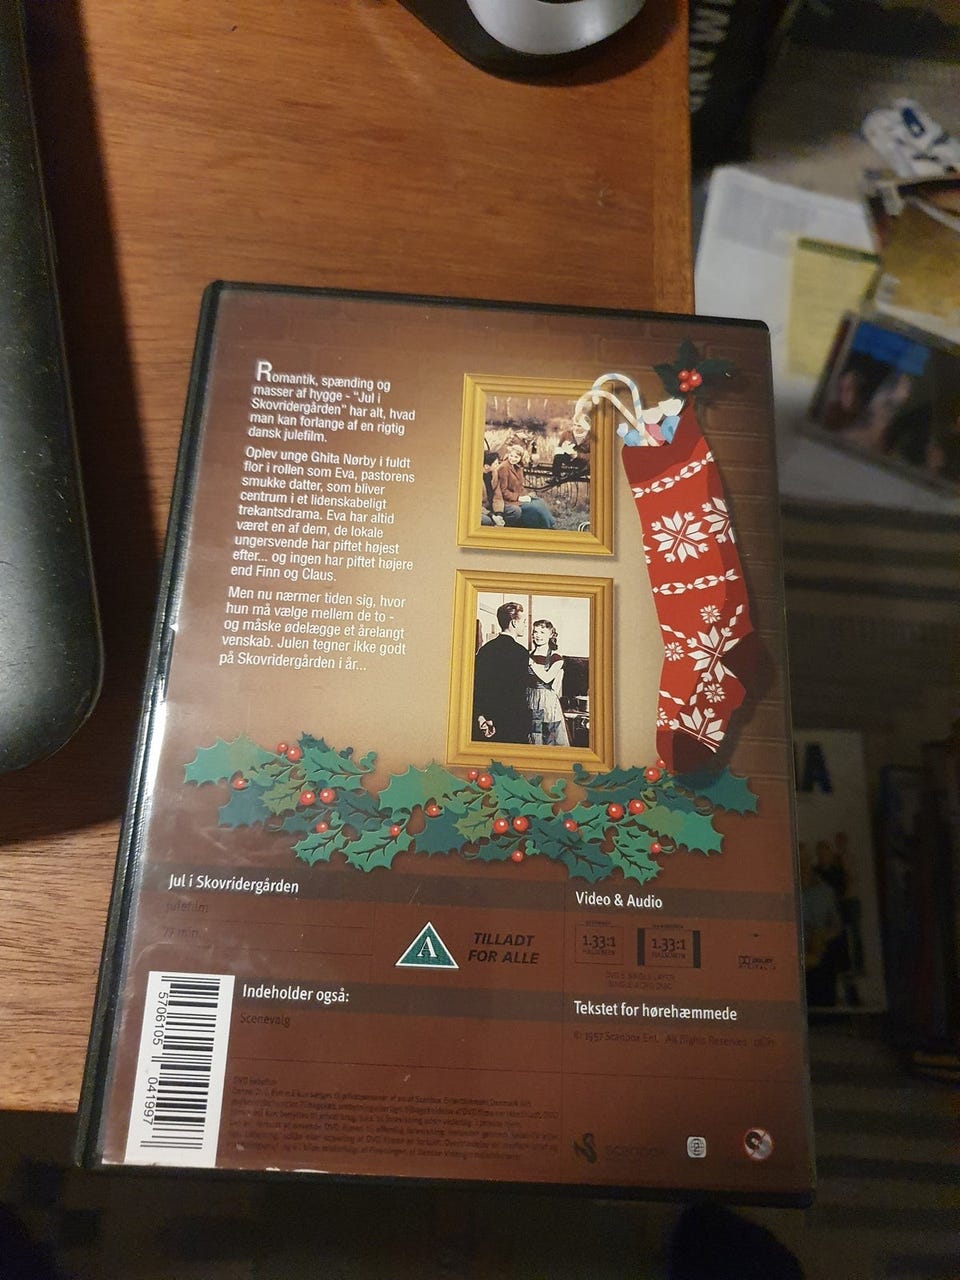 Romantik, spænding og
masser af hygge - "Jul i
Skovridergården" har alt, hvad
man kan forlange af en rigtig
dansk julefilm.
Oplev unge Ghita Nørby i fuldt
flor i rollen som Eva, pastorens
smukke datter, som bliver
centrum i et lidenskabeligt
trekantsdrama. Eva har altid
været en af dem, de lokale
ungersvende har piftet højest
efter... og ingen har piftet højere
end Finn og Claus.
Men nu nærmer tiden sig, hvor
hun må vælge mellem de to -
og måske ødelægge et årelangt
venskab. Julen tegner ikke godt
på Skovridergården i år...
Jul i Skovridergården
Julefilm
77 min.
A
TILLADT
FOR ALLE
Video & Audio
1.33:1
1.33:1
DOLBY
DIGITAL
Indeholder også:
Scenevalg
Tekstet for hørehæmmede
© 1957 Scanbox Ent. All Rights Reserved
5706105 041997